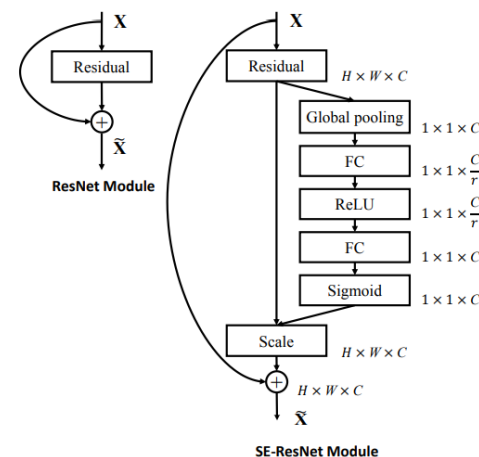 X
Residual
+
X̃
ResNet Module
X
Residual
H × W × C
Global pooling
1 × 1 × C
FC
1 × 1 × C/r
ReLU
1 × 1 × C/r
FC
1 × 1 × C
Sigmoid
1 × 1 × C
Scale
H × W × C
+
H × W × C
X̃
SE-ResNet Module